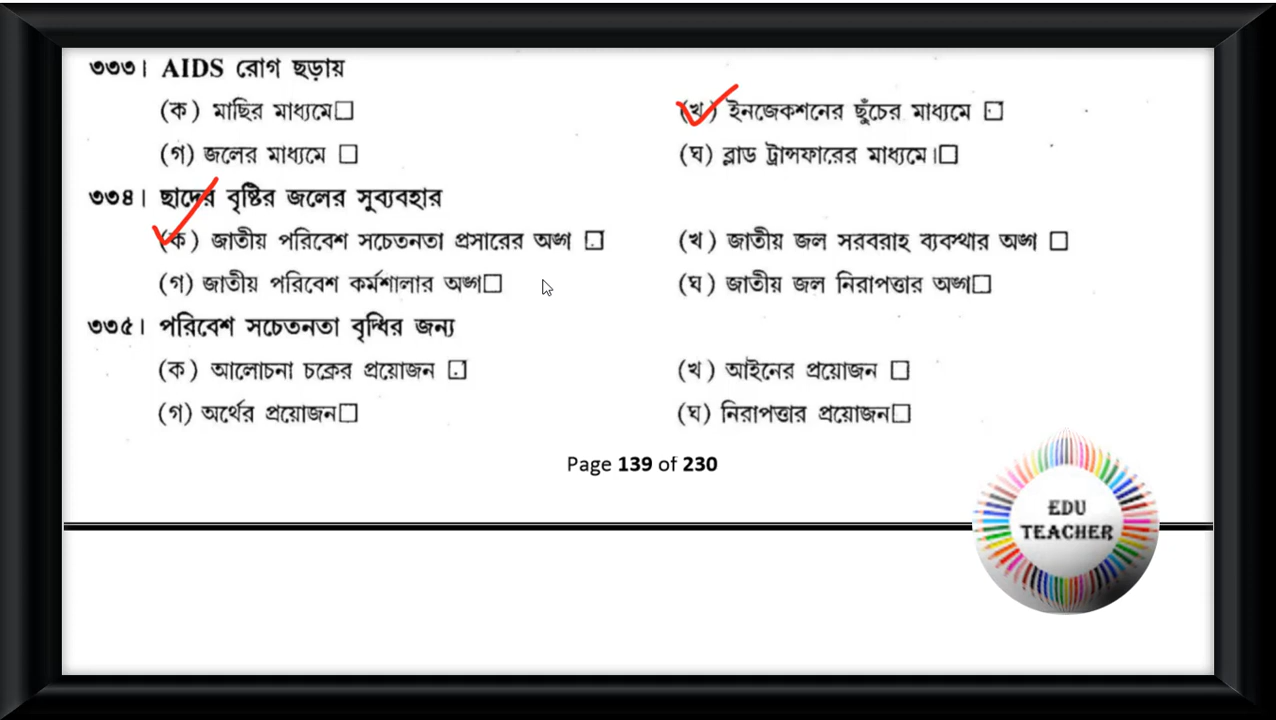 ৩৩৩। AIDS রোগ ছড়ায়
(ক) মাছির মাধ্যমে□ (খ) ইনজেকশনের ছুঁচের মাধ্যমে □
(গ) জলের মাধ্যমে □ (ঘ) ব্লাড ট্রান্সফারের মাধ্যমে।□
৩৩৪। ছাদের বৃষ্টির জলের সুব্যবহার
(ক) জাতীয় পরিবেশ সচেতনতা প্রসারের অঙ্গ □ (খ) জাতীয় জল সরবরাহ ব্যবস্থার অঙ্গ □
(গ) জাতীয় পরিবেশ কর্মশালার অঙ্গ□ (ঘ) জাতীয় জল নিরাপত্তার অঙ্গ□
৩৩৫। পরিবেশ সচেতনতা বৃদ্ধির জন্য
(ক) আলোচনা চক্রের প্রয়োজন □ (খ) আইনের প্রয়োজন □
(গ) অর্থের প্রয়োজন□ (ঘ) নিরাপত্তার প্রয়োজন□
Page 139 of 230
EDU
TEACHER